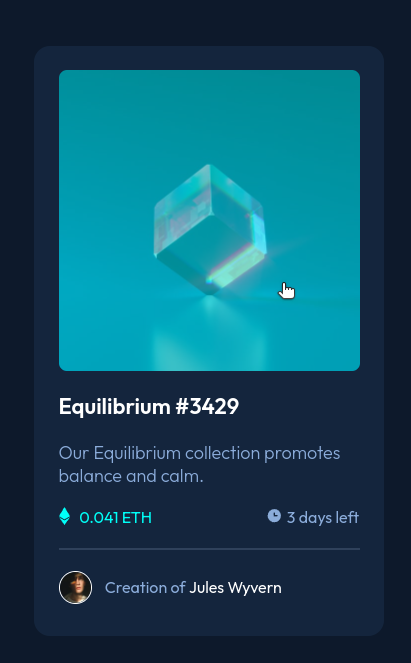 Equilibrium #3429
Our Equilibrium collection promotes
balance and calm.
0.041 ETH
3 days left
Creation of Jules Wyvern